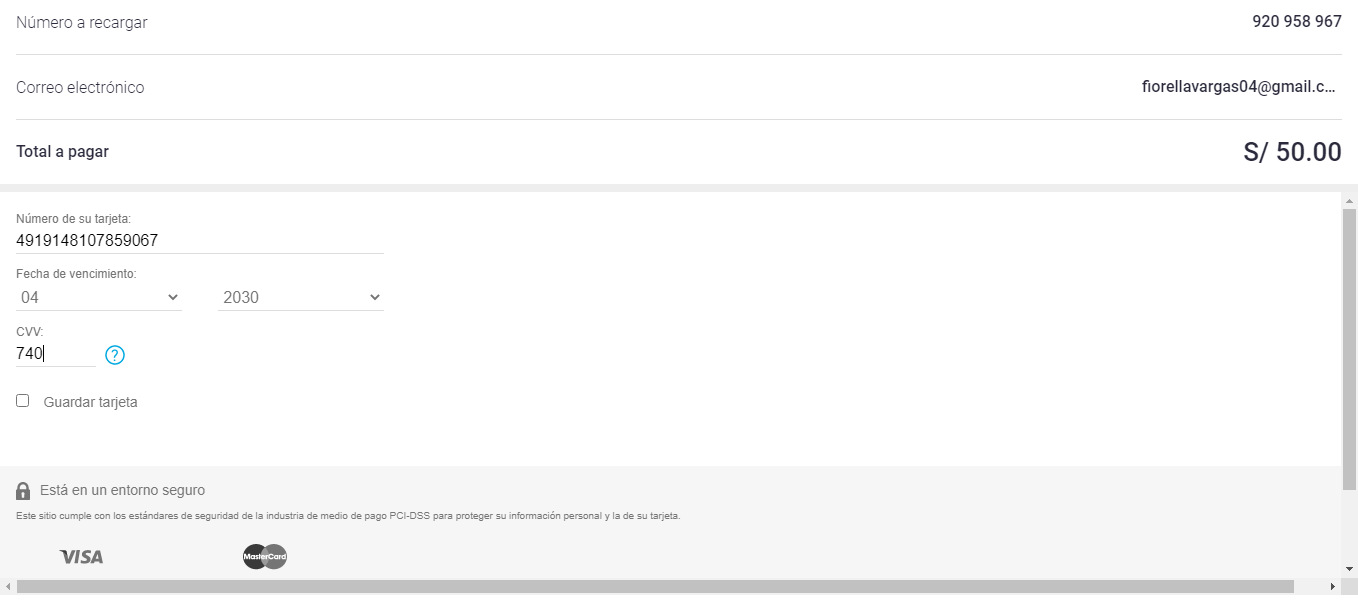 Número a recargar 920 958 967
Correo electrónico fiorellavargas04@gmail.c...
Total a pagar S/ 50.00
Número de su tarjeta:
4919148107859067
Fecha de vencimiento:
04 2030
CVV:
740
?
Guardar tarjeta
Está en un entorno seguro
Este sitio cumple con los estándares de seguridad de la industria de medio de pago PCI-DSS para proteger su información personal y la de su tarjeta.
VISA MasterCard